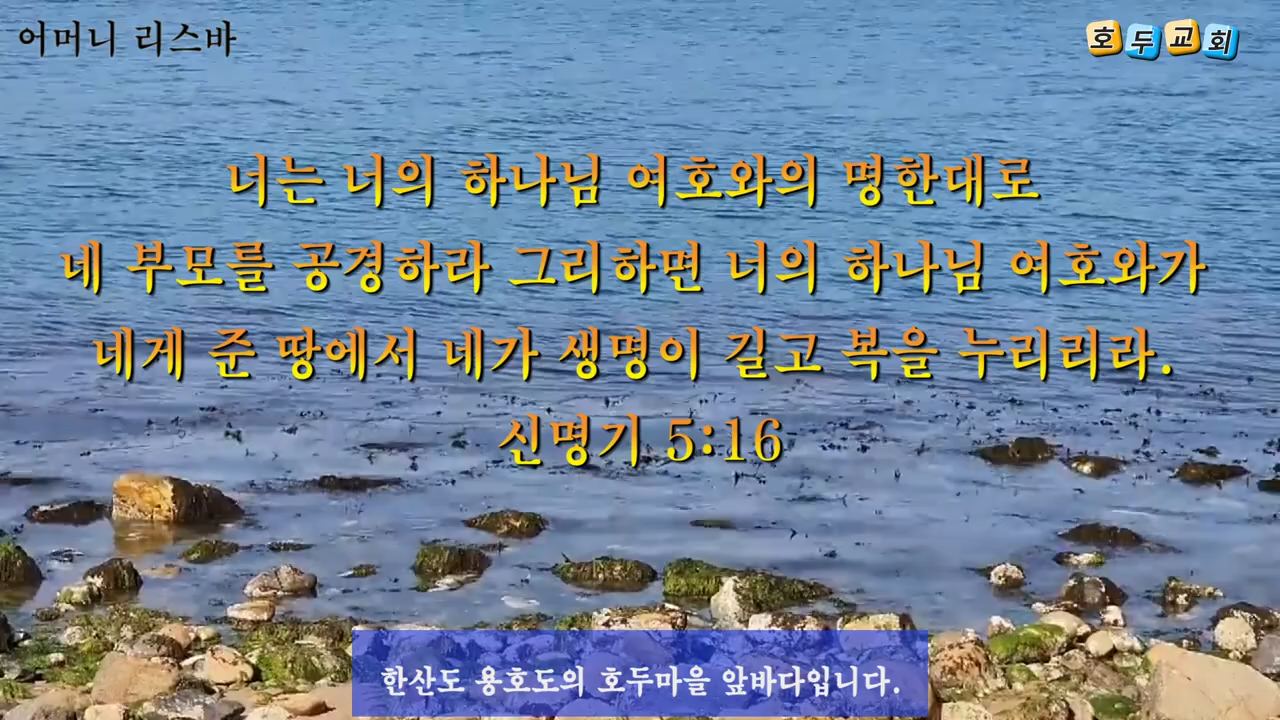 어머니 리스바
호두교회
너는 너의 하나님 여호와의 명한대로
네 부모를 공경하라 그리하면 너의 하나님 여호와가
네게 준 땅에서 네가 생명이 길고 복을 누리리라.
신명기 5:16
한산도 용호도의 호두마을 앞바다입니다.